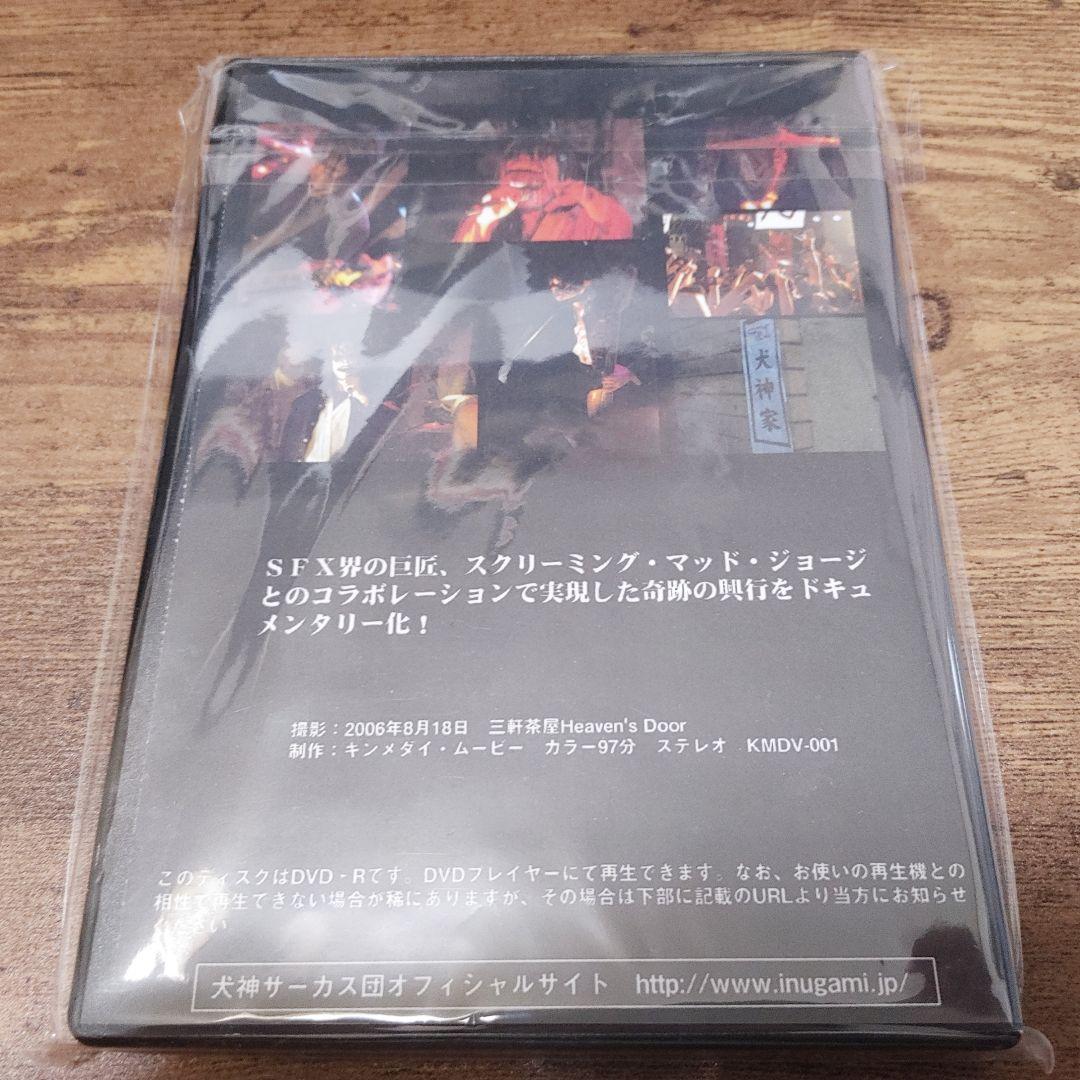 犬神家
SFX界の巨匠、スクリーミング・マッド・ジョージ
とのコラボレーションで実現した奇跡の興行をドキュ
メンタリー化！
撮影：2006年8月18日　三軒茶屋Heaven's Door
制作：キンメダイ・ムービー　カラー97分　ステレオ　KMDV-001
このディスクはDVD-Rです。DVDプレイヤーにて再生できます。なお、お使いの再生機との
相性で再生できない場合が稀にありますが、その場合は下部に記載のURLより当方にお知らせ
ください
犬神サーカス団オフィシャルサイト　http://www.inugami.jp/